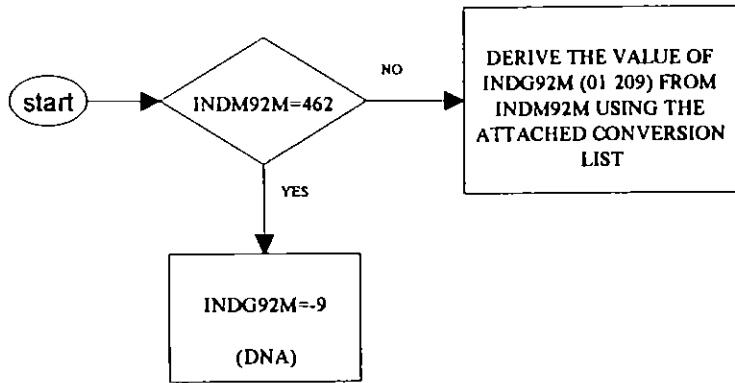 start
INDM92M=462
NO
DERIVE THE VALUE OF
INDG92M (01 209) FROM
INDM92M USING THE
ATTACHED CONVERSION
LIST
YES
INDG92M=-9
(DNA)